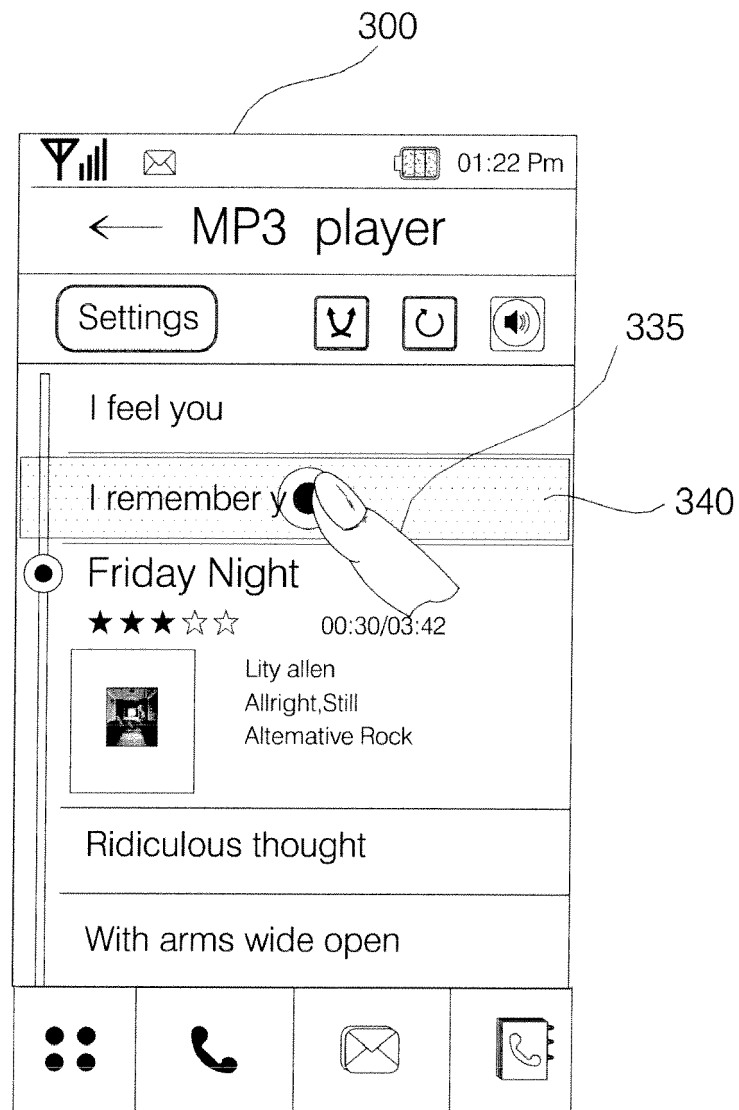 300
01:22 Pm
MP3 player
Settings
335
I feel you
I remember y
340
Friday Night
00:30/03:42
Lity allen
Allright,Still
Altemative Rock
Ridiculous thought
With arms wide open